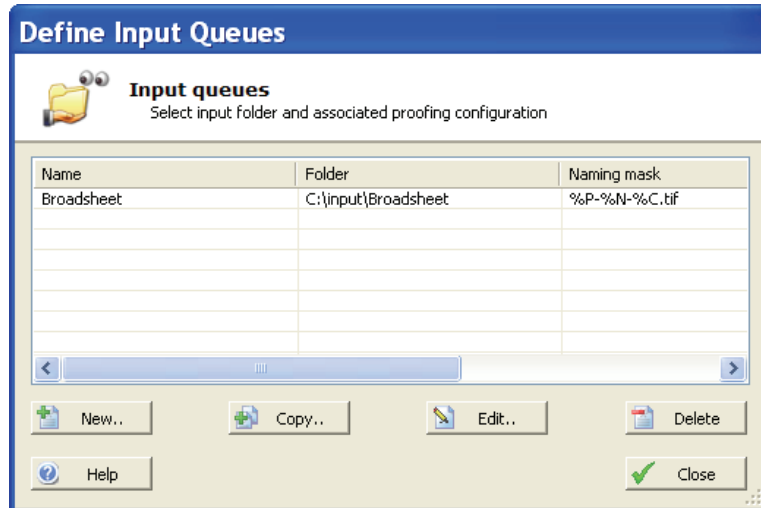 Define Input Queues
Input queues
Select input folder and associated proofing configuration
Name Folder Naming mask
Broadsheet C:\input\Broadsheet %P-%N-%C.tif
New.. Copy.. Edit.. Delete
Help Close